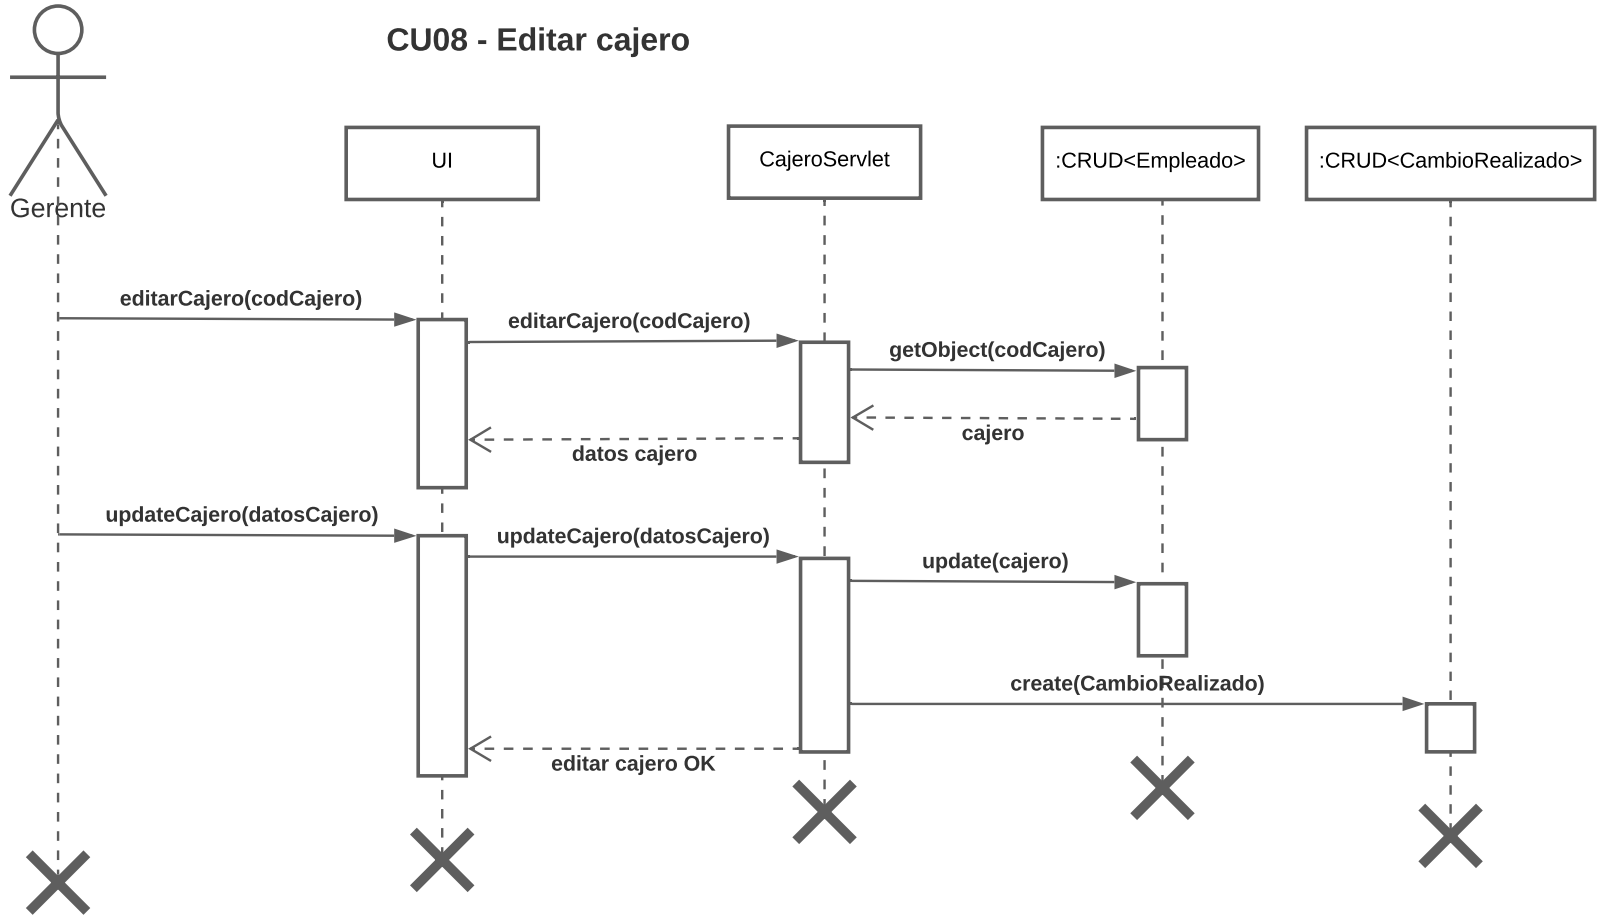 CU08 - Editar cajero
Gerente
UI
CajeroServlet
:CRUD<Empleado>
:CRUD<CambioRealizado>
editarCajero(codCajero)
editarCajero(codCajero)
getObject(codCajero)
cajero
datos cajero
updateCajero(datosCajero)
updateCajero(datosCajero)
update(cajero)
create(CambioRealizado)
editar cajero OK